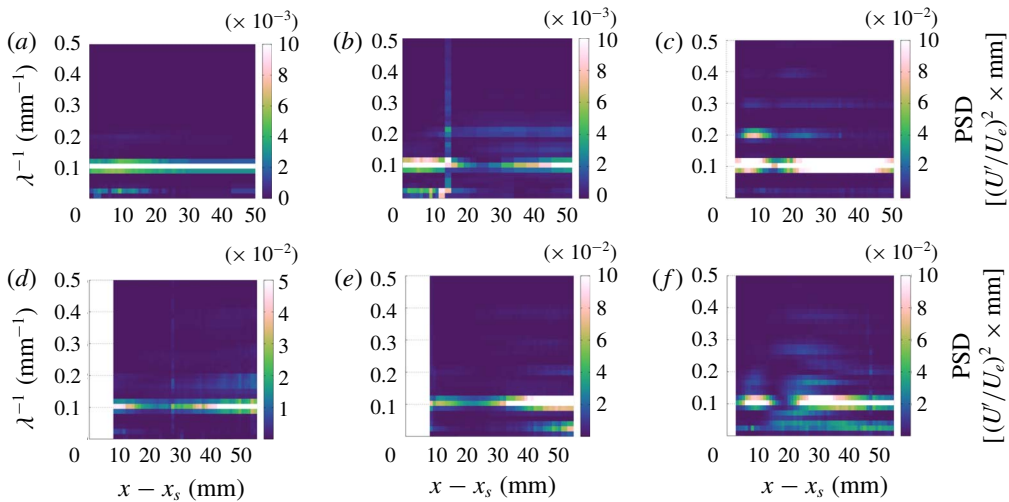 (× 10⁻³) (× 10⁻³) (× 10⁻²)
(a) 0.5 10 (b) 0.5 10 (c) 0.5 10
0.4 8 0.4 8 0.4 8
0.3 6 0.3 6 0.3 6
0.2 4 0.2 4 0.2 4
0.1 2 0.1 2 0.1 2
0 0
λ⁻¹ (mm⁻¹)
PSD
[(U′/Uₑ)² × mm]
0 10 20 30 40 50 0 10 20 30 40 50 0 10 20 30 40 50
(× 10⁻²) (× 10⁻²) (× 10⁻²)
(d) 0.5 5 (e) 0.5 10 (f) 0.5 10
0.4 4 0.4 8 0.4 8
0.3 3 0.3 6 0.3 6
0.2 2 0.2 4 0.2 4
0.1 1 0.1 2 0.1 2
λ⁻¹ (mm⁻¹)
PSD
[(U′/Uₑ)² × mm]
0 10 20 30 40 50 0 10 20 30 40 50 0 10 20 30 40 50
x − xₛ (mm) x − xₛ (mm) x − xₛ (mm)